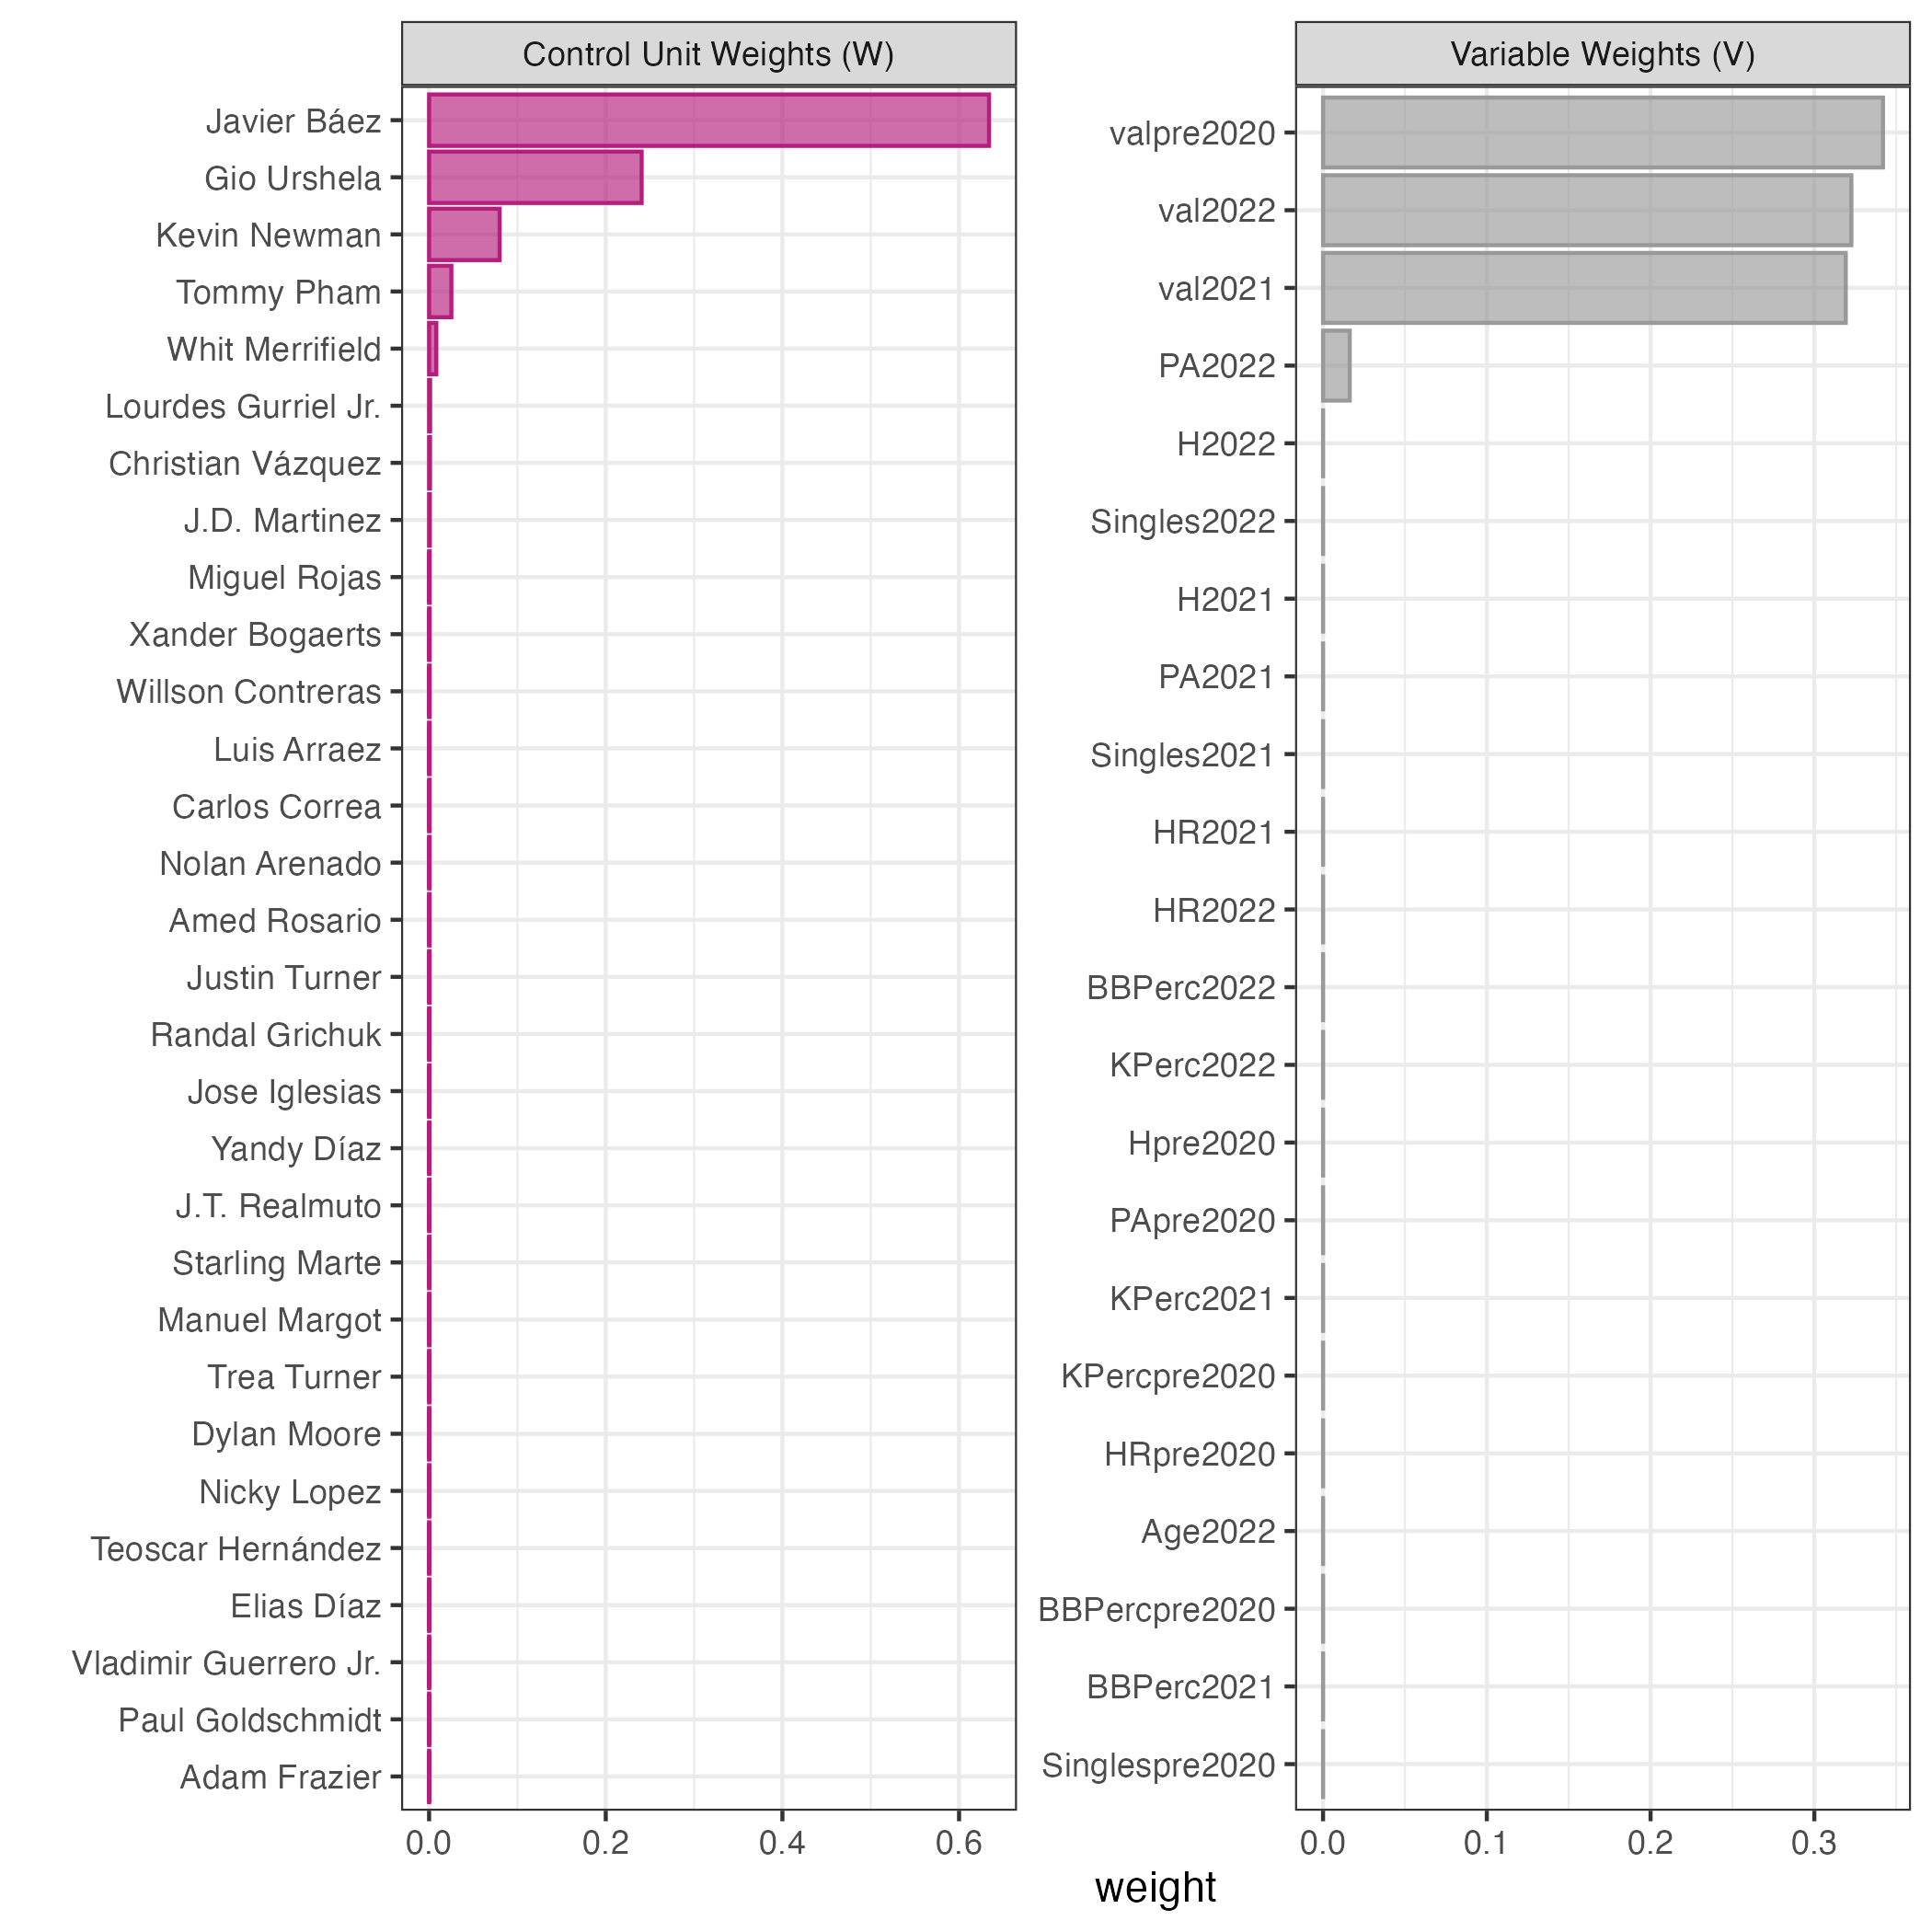 Control Unit Weights (W)
Javier Báez
Gio Urshela
Kevin Newman
Tommy Pham
Whit Merrifield
Lourdes Gurriel Jr.
Christian Vázquez
J.D. Martinez
Miguel Rojas
Xander Bogaerts
Willson Contreras
Luis Arraez
Carlos Correa
Nolan Arenado
Amed Rosario
Justin Turner
Randal Grichuk
Jose Iglesias
Yandy Díaz
J.T. Realmuto
Starling Marte
Manuel Margot
Trea Turner
Dylan Moore
Nicky Lopez
Teoscar Hernández
Elias Díaz
Vladimir Guerrero Jr.
Paul Goldschmidt
Adam Frazier
0.0 0.2 0.4 0.6
Variable Weights (V)
valpre2020
val2022
val2021
PA2022
H2022
Singles2022
H2021
PA2021
Singles2021
HR2021
HR2022
BBPerc2022
KPerc2022
Hpre2020
PApre2020
KPerc2021
KPercpre2020
HRpre2020
Age2022
BBPercpre2020
BBPerc2021
Singlespre2020
0.0 0.1 0.2 0.3
weight